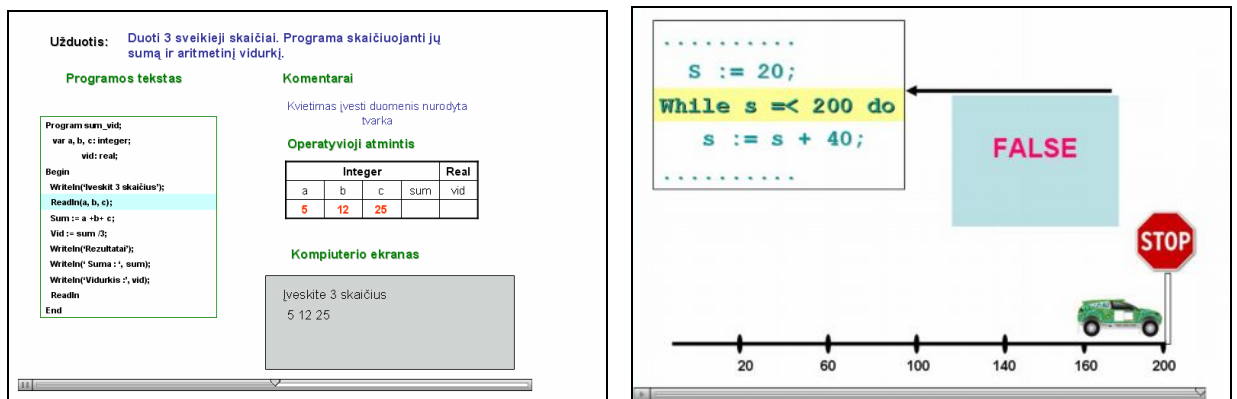 Užduotis:
Duoti 3 sveikieji skaičiai. Programa skaičiuojanti jų
sumą ir aritmetinį vidurkį.
Programos tekstas
Program sum_vid;
var a, b, c: integer;
vid: real;
Begin
Writeln('Iveskit 3 skaičius');
Readln(a, b, c);
Sum := a +b+ c;
Vid := sum /3;
Writeln('Rezultatai');
Writeln(' Suma : ', sum);
Writeln('Vidurkis :', vid);
Readln
End
Komentarai
Kvietimas įvesti duomenis nurodyta
tvarka
Operatyvioji atmintis
Integer Real
a b c sum vid
5 12 25
Kompiuterio ekranas
Įveskite 3 skaičius
5 12 25
. . . . . . . . . .
S := 20;
While s =< 200 do
s := s + 40;
. . . . . . . . . .
FALSE
STOP
20 60 100 140 160 200